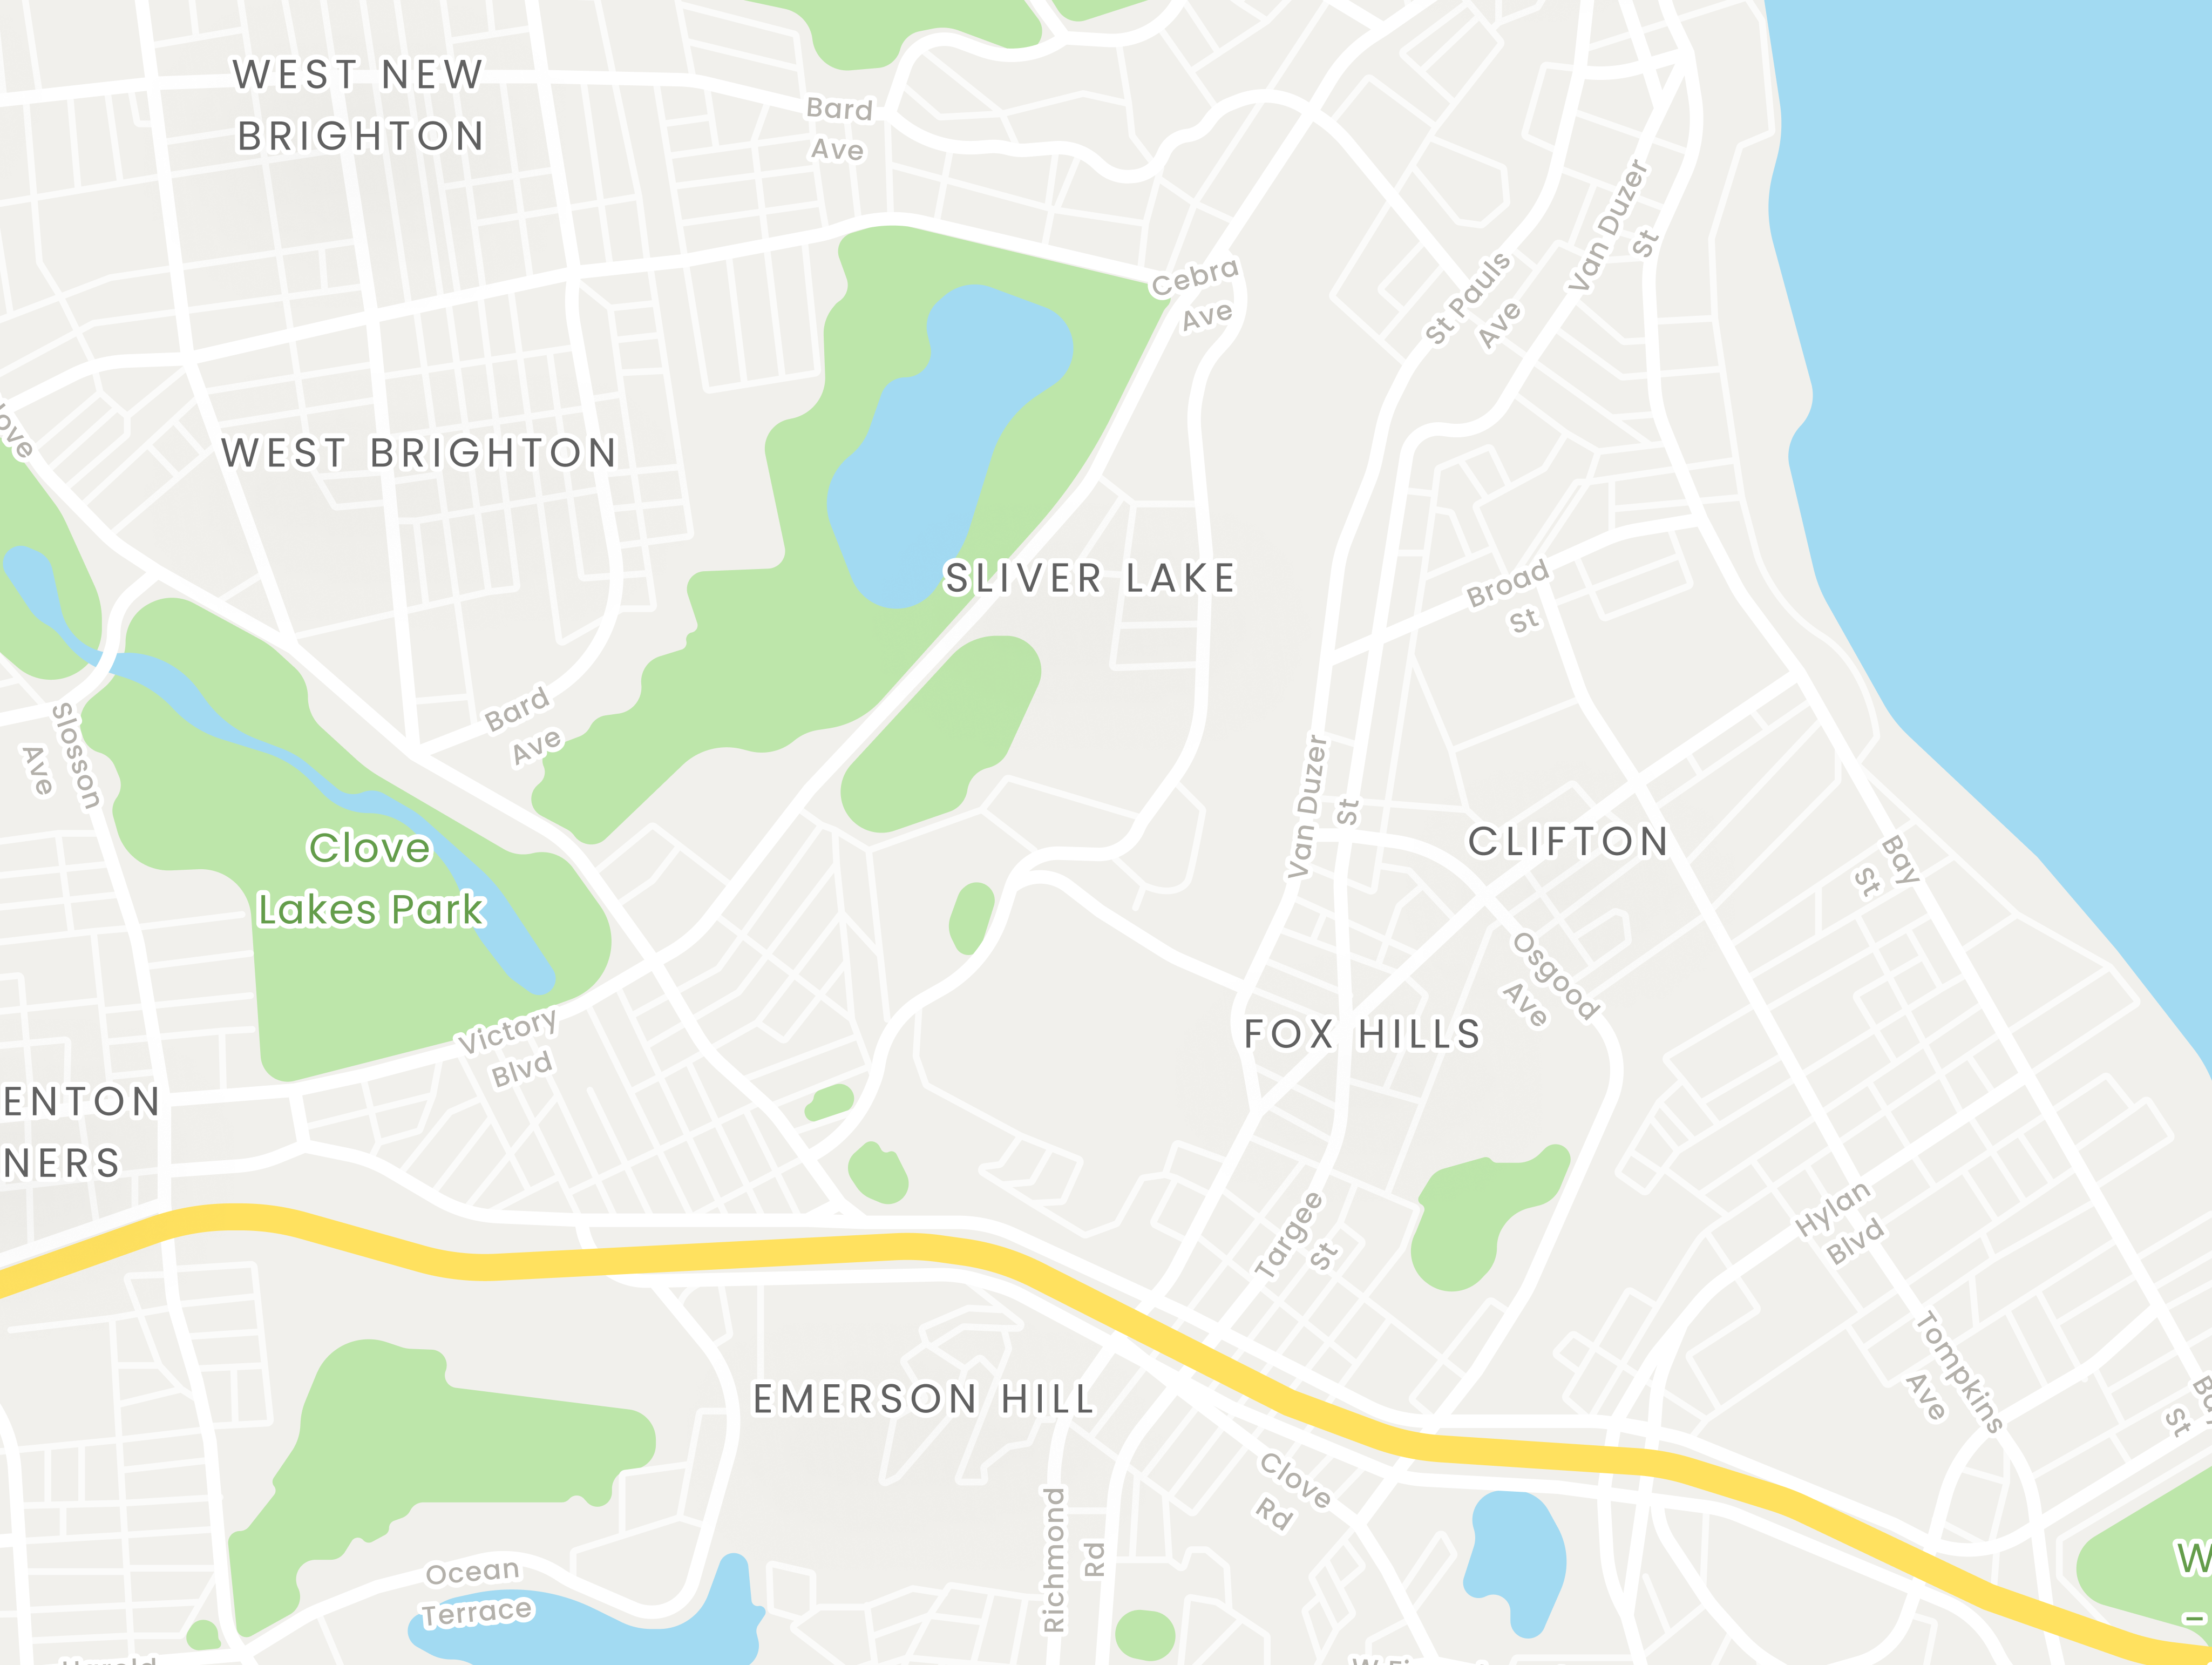 WEST NEW
BRIGHTON
Bard
Ave
Van Duzer
St
Cebra
Ave
St Pauls
Ave
WEST BRIGHTON
SLIVER LAKE
Broad
St
Bard
Ave
Slosson
Ave
Van Duzer
St
Clove
Lakes Park
CLIFTON
Bay
St
Osgood
Ave
FOX HILLS
Victory
Blvd
ENTON
NERS
Targee
St
Hylan
Blvd
EMERSON HILL
Tompkins
Ave
St
Clove
Rd
Richmond
Rd
Ocean
Terrace
W